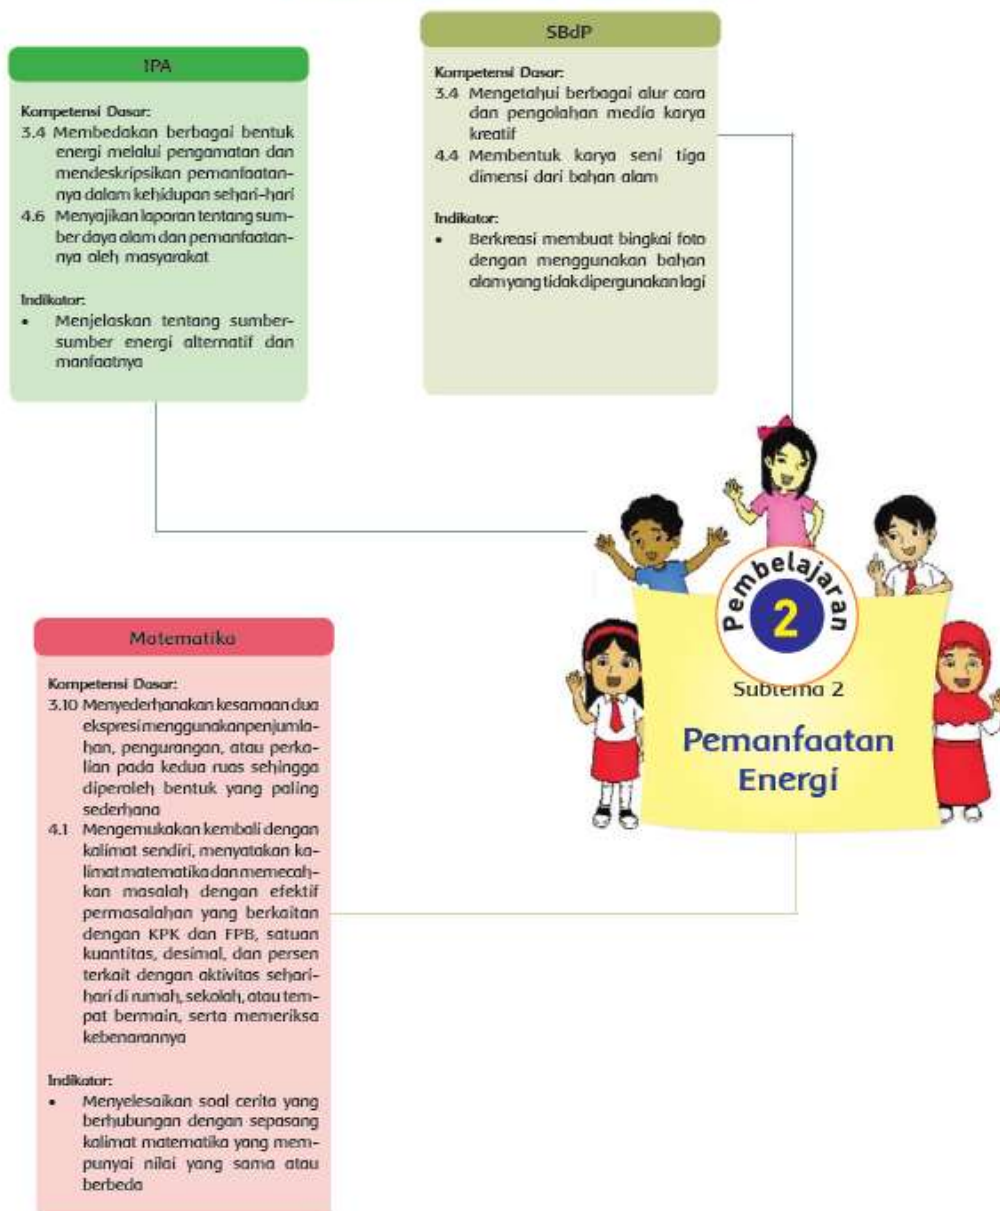 IPA
Kompetensi Dasar:
3.4 Membedakan berbagai bentuk
energi melalui pengamatan dan
mendeskripsikan pemanfaatan-
nya dalam kehidupan sehari-hari
4.6 Menyajikan laporan tentang sum-
ber daya alam dan pemanfaatan-
nya oleh masyarakat
Indikator:
• Menjelaskan tentang sumber-
sumber energi alternatif dan
manfaatnya
SBdP
Kompetensi Dasar:
3.4 Mengetahui berbagai alur cara
dan pengolahan media karya
kreatif
4.4 Membentuk karya seni tiga
dimensi dari bahan alam
Indikator:
• Berkreasi membuat bingkai foto
dengan menggunakan bahan
alam yang tidak dipergunakan lagi
Pembelajaran
2
Subtema 2
Pemanfaatan
Energi
Matematika
Kompetensi Dasar:
3.10 Menyederhanakan kesamaan dua
ekspresi menggunakan penjumla-
han, pengurangan, atau perka-
lian pada kedua ruas sehingga
diperoleh bentuk yang paling
sederhana
4.1 Mengemukakan kembali dengan
kalimat sendiri, menyatakan ka-
limat matematika dan memecah-
kan masalah dengan efektif
permasalahan yang berkaitan
dengan KPK dan FPB, satuan
kuantitas, desimal, dan persen
terkait dengan aktivitas sehari-
hari di rumah, sekolah, atau tem-
pat bermain, serta memeriksa
kebenarannya
Indikator:
• Menyelesaikan soal cerita yang
berhubungan dengan sepasang
kalimat matematika yang mem-
punyai nilai yang sama atau
berbeda